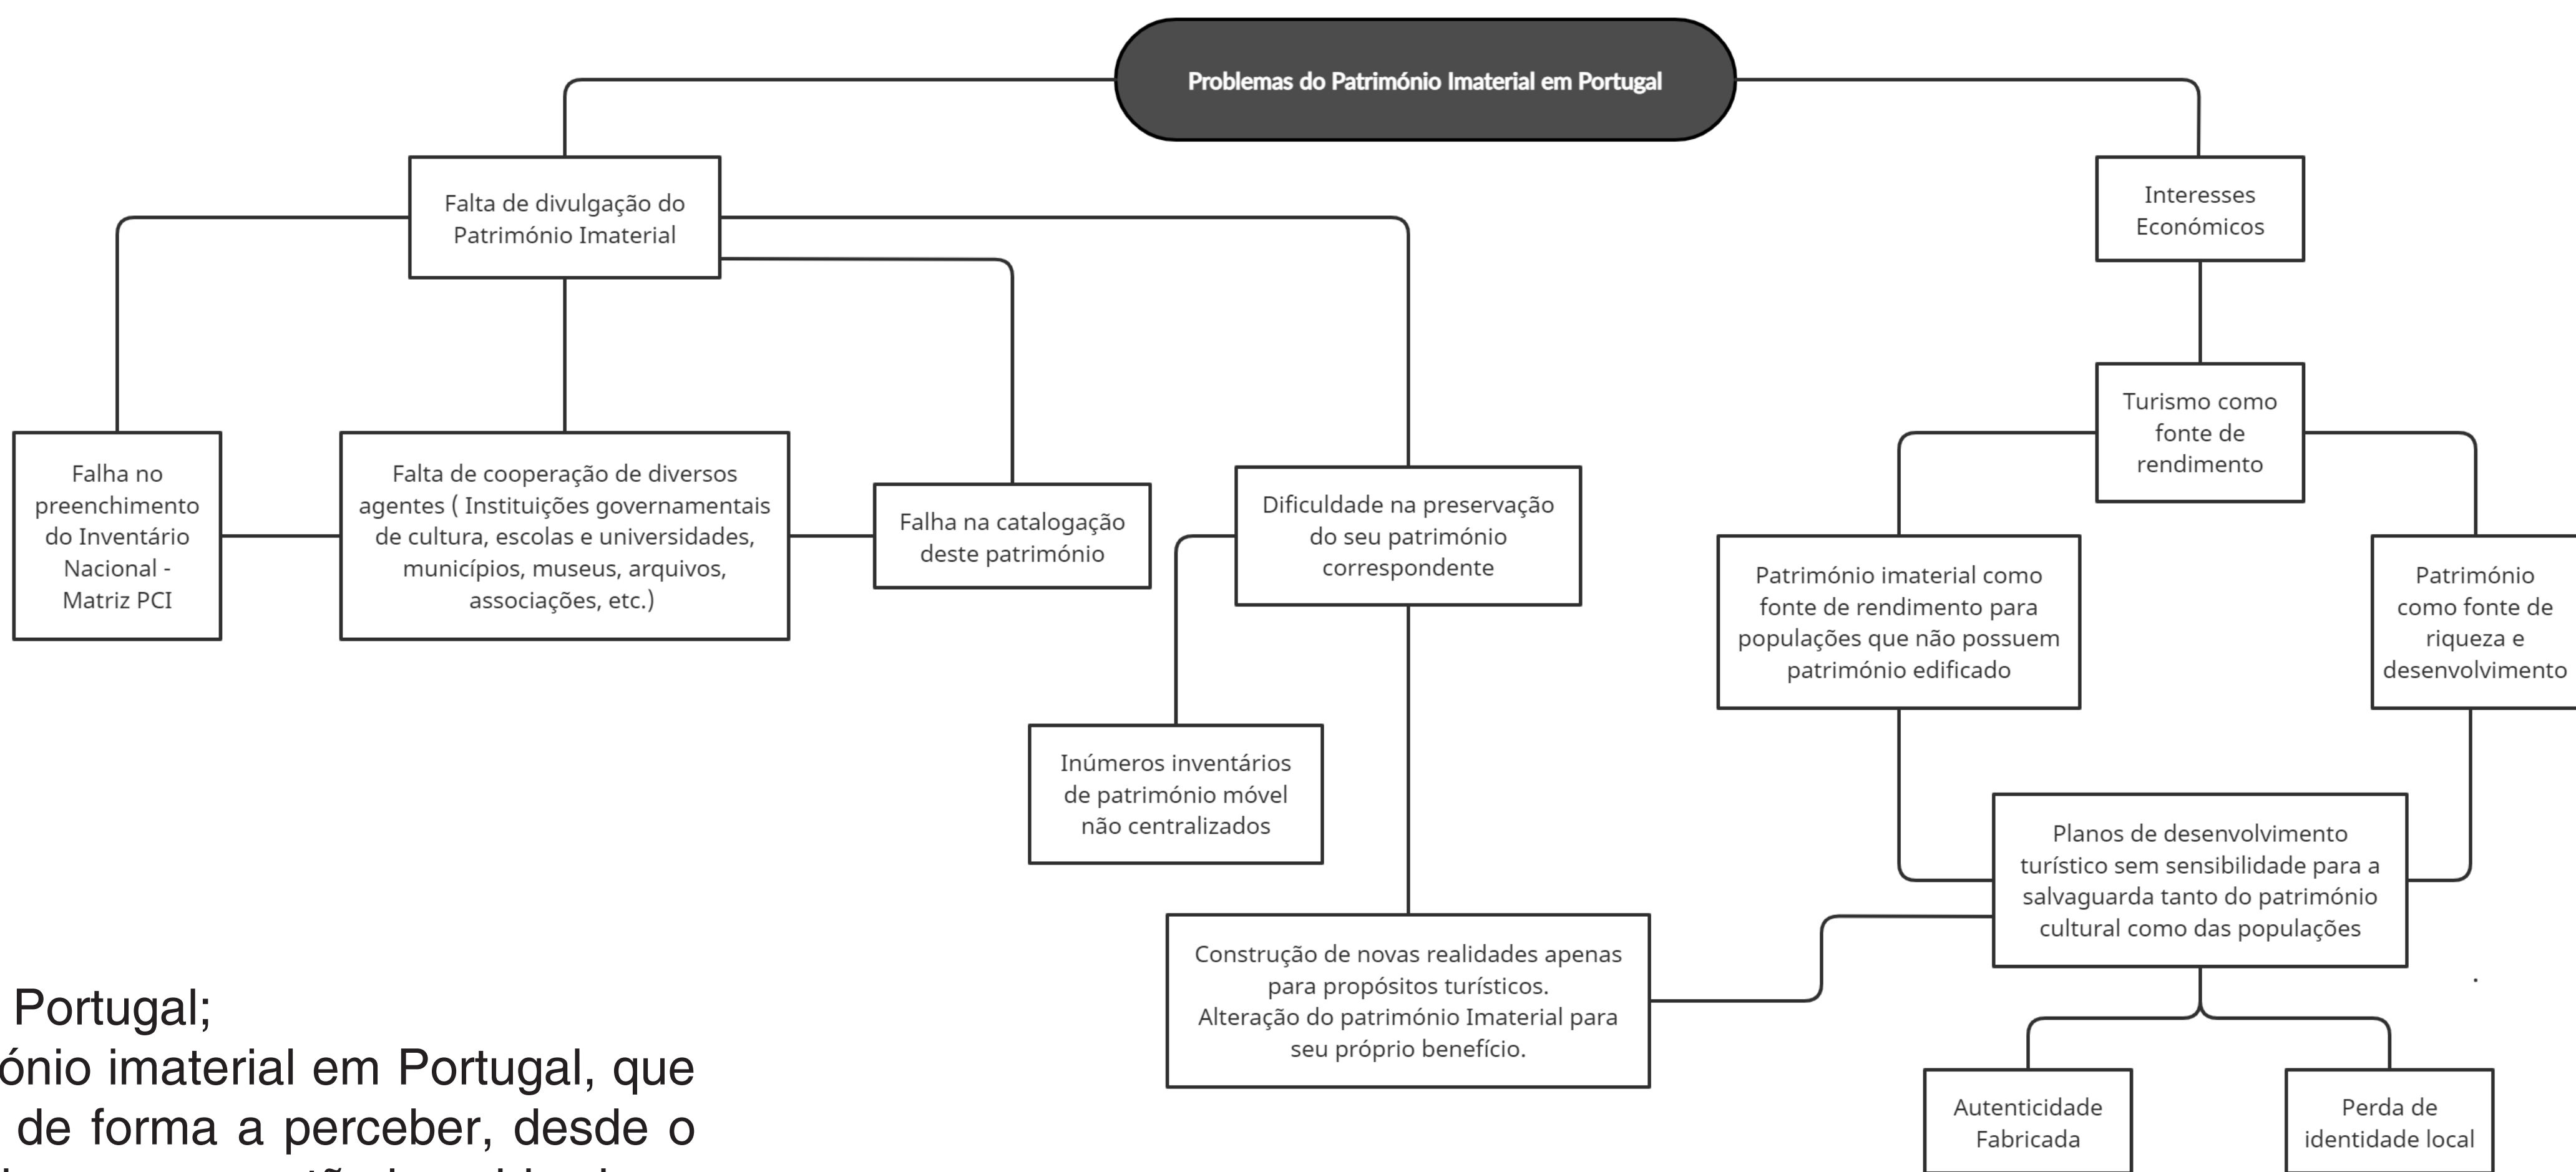 Problemas do Património Imaterial em Portugal
Falta de divulgação do
Património Imaterial
Interesses
Económicos
Falha no
preenchimento
do Inventário
Nacional -
Matriz PCI
Falta de cooperação de diversos
agentes ( Instituições governamentais
de cultura, escolas e universidades,
municípios, museus, arquivos,
associações, etc.)
Falha na catalogação
deste património
Dificuldade na preservação
do seu património
correspondente
Turismo como
fonte de
rendimento
Património imaterial como
fonte de rendimento para
populações que não possuem
património edificado
Património
como fonte de
riqueza e
desenvolvimento
Inúmeros inventários
de património móvel
não centralizados
Planos de desenvolvimento
turístico sem sensibilidade para a
salvaguarda tanto do património
cultural como das populações
Construção de novas realidades apenas
para propósitos turísticos.
Alteração do património Imaterial para
seu próprio benefício.
Autenticidade
Fabricada
Perda de
identidade local
Portugal;
ónio imaterial em Portugal, que
de forma a perceber, desde o